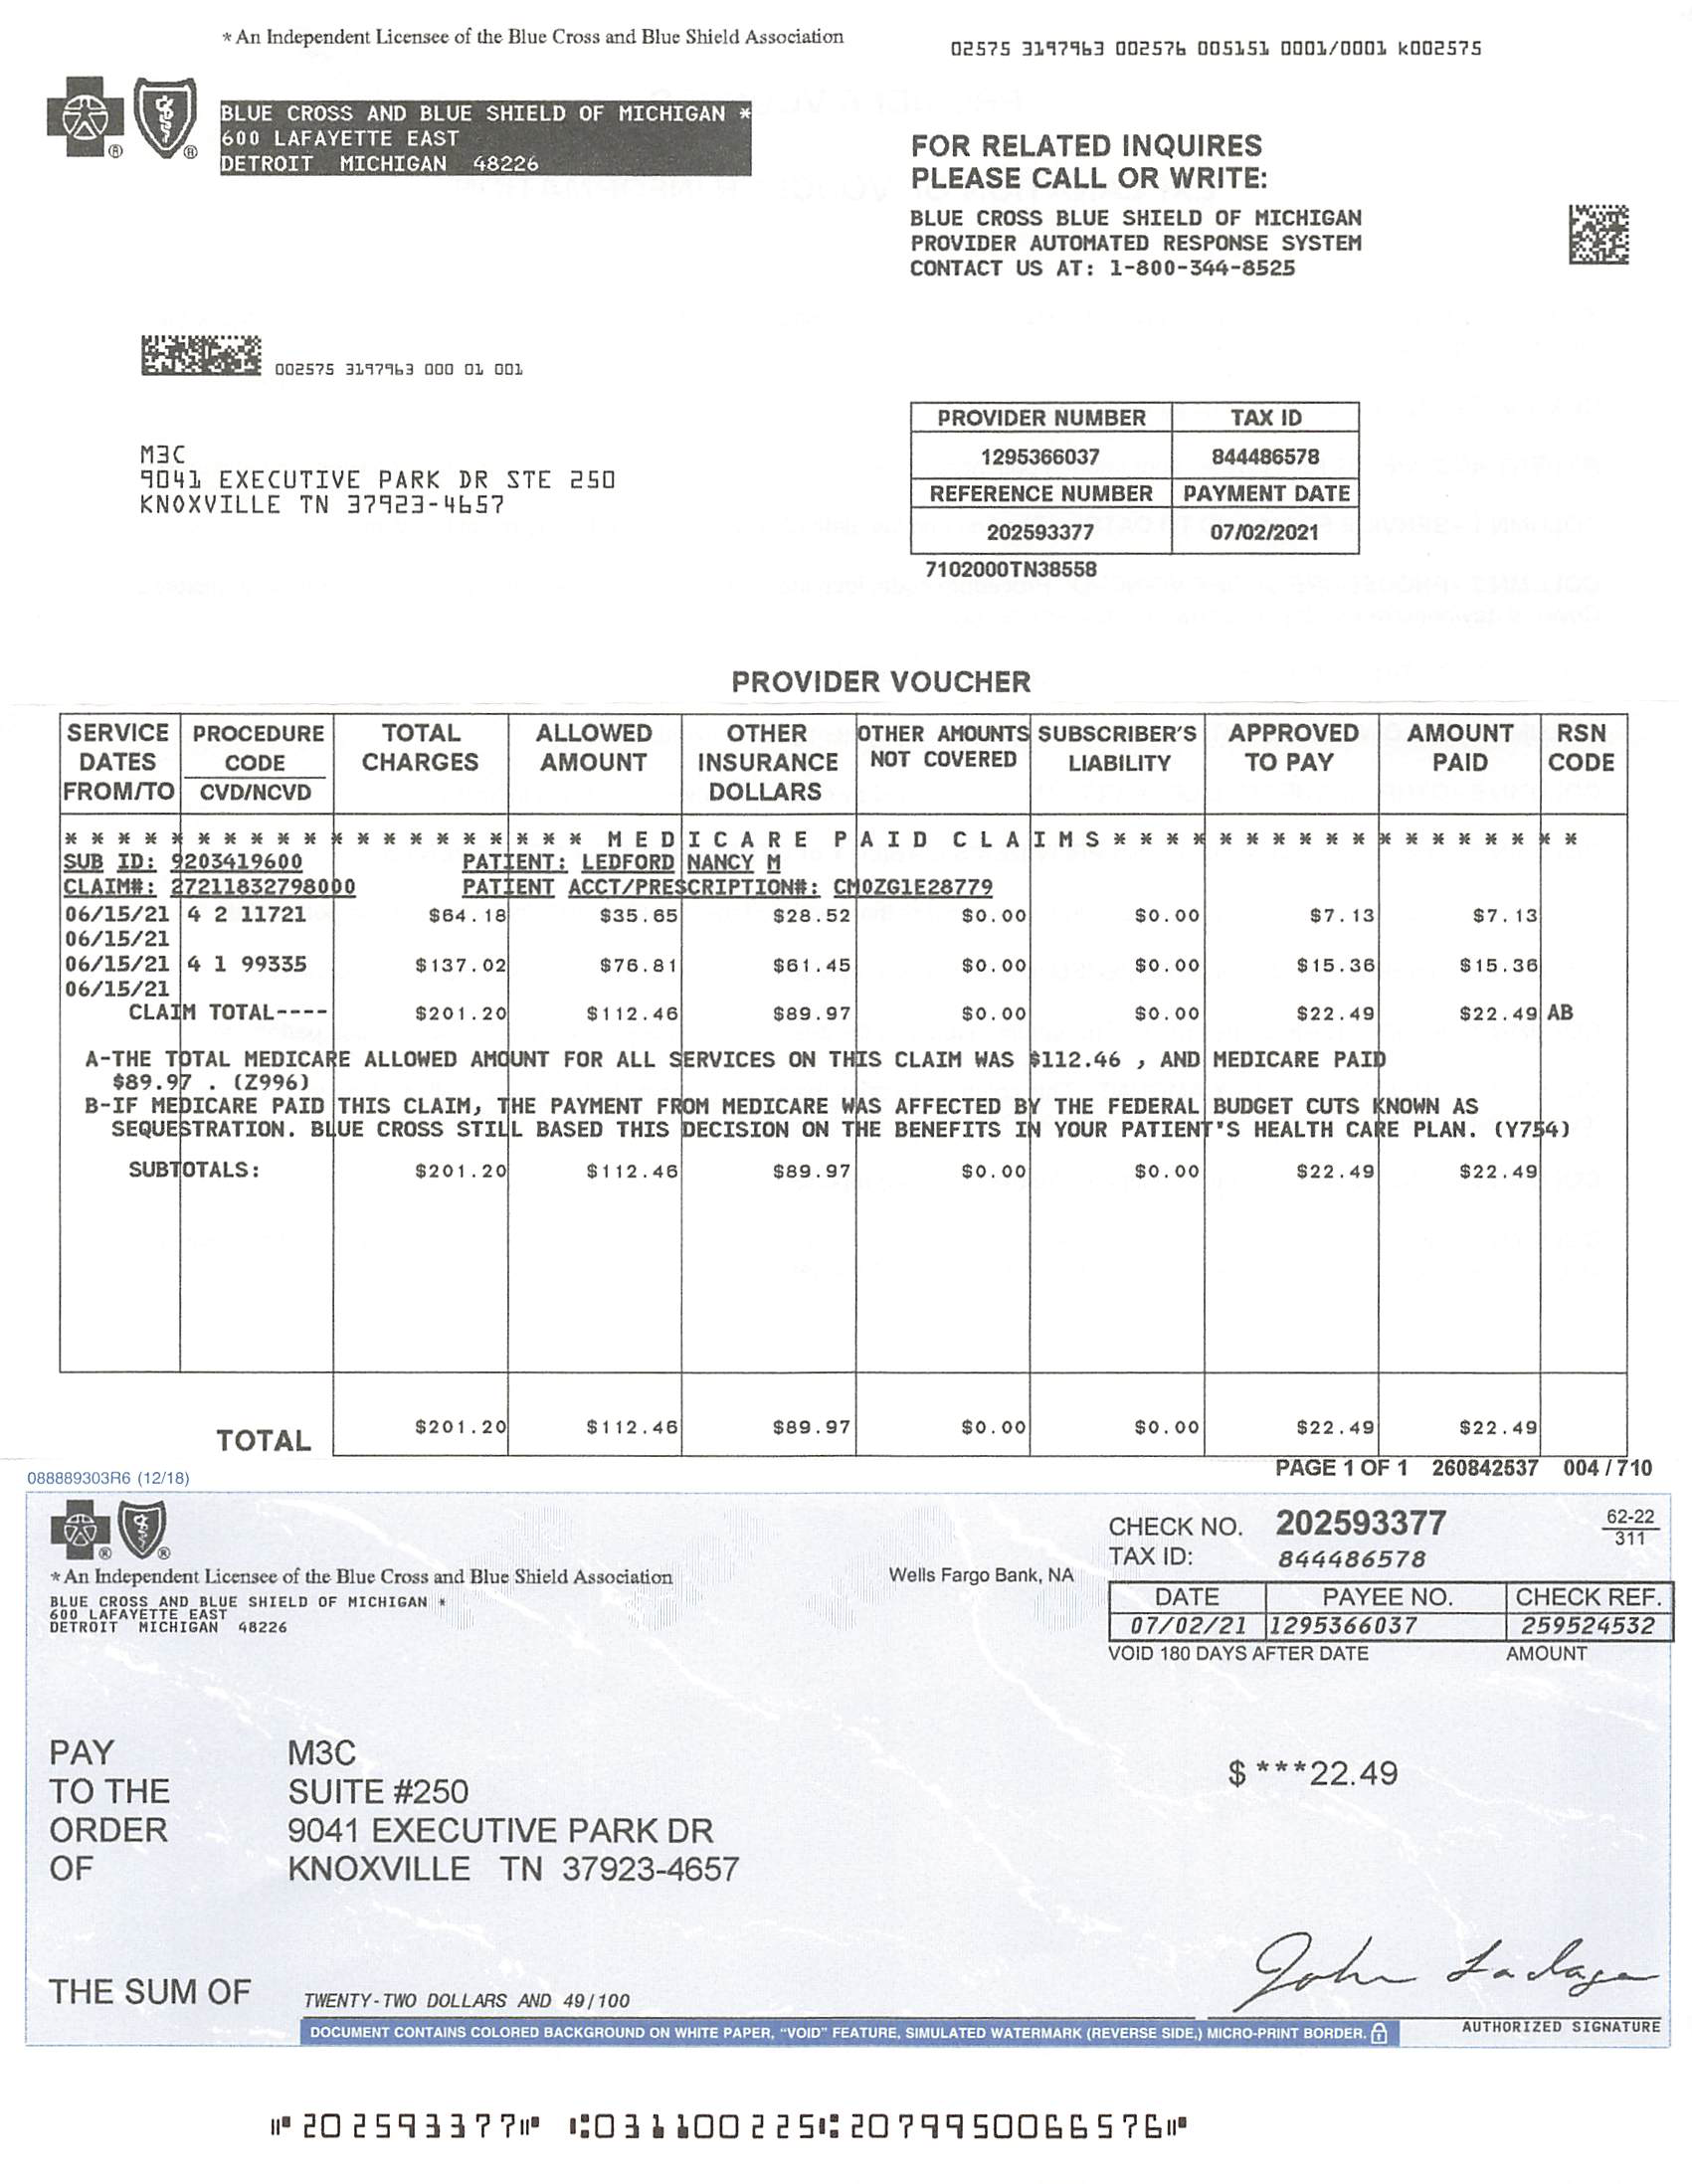 * An Independent Licensee of the Blue Cross and Blue Shield Association
02575 3197963 002576 005151 0001/0001 k002575
BLUE CROSS AND BLUE SHIELD OF MICHIGAN *
600 LAFAYETTE EAST
DETROIT MICHIGAN 48226
FOR RELATED INQUIRES
PLEASE CALL OR WRITE:
BLUE CROSS BLUE SHIELD OF MICHIGAN
PROVIDER AUTOMATED RESPONSE SYSTEM
CONTACT US AT: 1-800-344-8525
002575 3197963 000 01 001
M3C
9041 EXECUTIVE PARK DR STE 250
KNOXVILLE TN 37923-4657
PROVIDER NUMBER TAX ID
1295366037 844486578
REFERENCE NUMBER PAYMENT DATE
202593377 07/02/2021
7102000TN38558
PROVIDER VOUCHER
SERVICE PROCEDURE TOTAL ALLOWED OTHER OTHER AMOUNTS SUBSCRIBER'S APPROVED AMOUNT RSN
DATES CODE CHARGES AMOUNT INSURANCE NOT COVERED LIABILITY TO PAY PAID CODE
FROM/TO CVD/NCVD DOLLARS
* * * * * * * * * * * * * * * * * * * * M E D I C A R E P A I D C L A I M S * * * * * * * * * * * * * * * * * *
SUB ID: 9203419600 PATIENT: LEDFORD NANCY M
CLAIM#: 27211832798000 PATIENT ACCT/PRESCRIPTION#: CM0ZG1E28779
06/15/21 4 2 11721 $64.18 $35.65 $28.52 $0.00 $0.00 $7.13 $7.13
06/15/21
06/15/21 4 1 99335 $137.02 $76.81 $61.45 $0.00 $0.00 $15.36 $15.36
06/15/21
CLAIM TOTAL---- $201.20 $112.46 $89.97 $0.00 $0.00 $22.49 $22.49 AB
A-THE TOTAL MEDICARE ALLOWED AMOUNT FOR ALL SERVICES ON THIS CLAIM WAS $112.46 , AND MEDICARE PAID
$89.97 . (Z996)
B-IF MEDICARE PAID THIS CLAIM, THE PAYMENT FROM MEDICARE WAS AFFECTED BY THE FEDERAL BUDGET CUTS KNOWN AS
SEQUESTRATION. BLUE CROSS STILL BASED THIS DECISION ON THE BENEFITS IN YOUR PATIENT'S HEALTH CARE PLAN. (Y754)
SUBTOTALS: $201.20 $112.46 $89.97 $0.00 $0.00 $22.49 $22.49
TOTAL $201.20 $112.46 $89.97 $0.00 $0.00 $22.49 $22.49
088889303R6 (12/18)
PAGE 1 OF 1 260842537 004 / 710
* An Independent Licensee of the Blue Cross and Blue Shield Association
BLUE CROSS AND BLUE SHIELD OF MICHIGAN *
600 LAFAYETTE EAST
DETROIT MICHIGAN 48226
Wells Fargo Bank, NA
CHECK NO. 202593377 62-22
311
TAX ID: 844486578
DATE PAYEE NO. CHECK REF.
07/02/21 1295366037 259524532
VOID 180 DAYS AFTER DATE AMOUNT
PAY M3C
TO THE SUITE #250
ORDER 9041 EXECUTIVE PARK DR
OF KNOXVILLE TN 37923-4657
$ ***22.49
THE SUM OF TWENTY-TWO DOLLARS AND 49/100
John
DOCUMENT CONTAINS COLORED BACKGROUND ON WHITE PAPER, "VOID" FEATURE, SIMULATED WATERMARK (REVERSE SIDE,) MICRO-PRINT BORDER.
AUTHORIZED SIGNATURE
⑈202593377⑈ ⑆031100225⑆2079950066576⑈